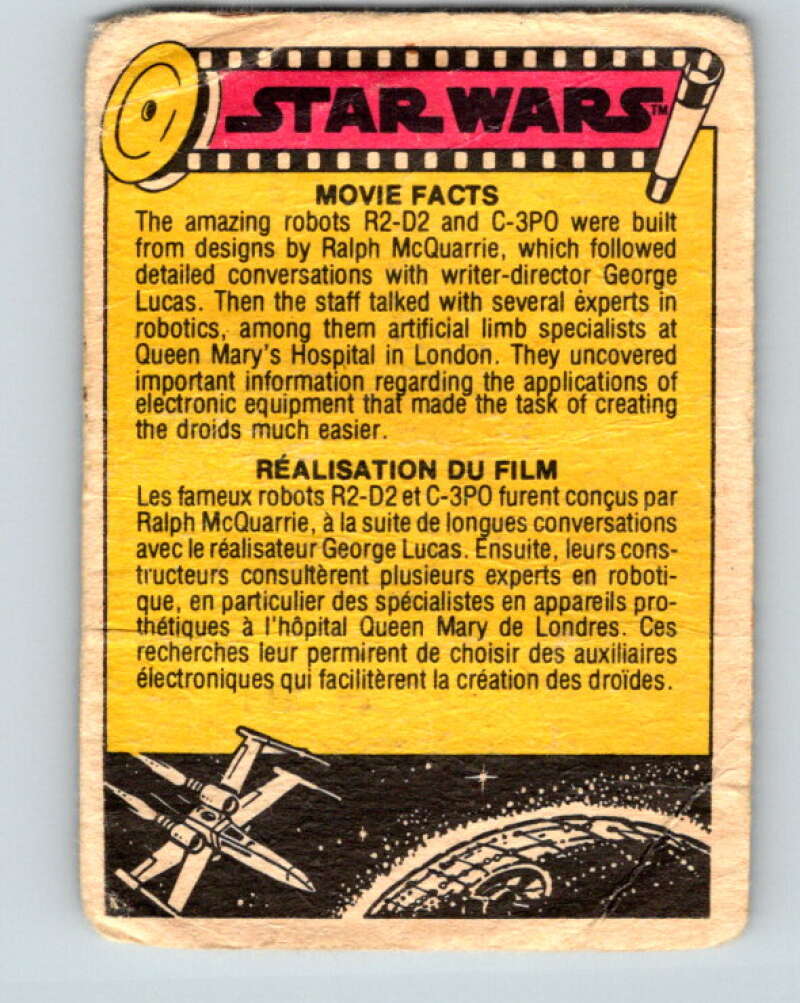 STAR WARS™
MOVIE FACTS
The amazing robots R2-D2 and C-3PO were built
from designs by Ralph McQuarrie, which followed
detailed conversations with writer-director George
Lucas. Then the staff talked with several experts in
robotics, among them artificial limb specialists at
Queen Mary's Hospital in London. They uncovered
important information regarding the applications of
electronic equipment that made the task of creating
the droids much easier.
RÉALISATION DU FILM
Les fameux robots R2-D2 et C-3PO furent conçus par
Ralph McQuarrie, à la suite de longues conversations
avec le réalisateur George Lucas. Ensuite, leurs cons-
tructeurs consultèrent plusieurs experts en roboti-
que, en particulier des spécialistes en appareils pro-
thétiques à l'hôpital Queen Mary de Londres. Ces
recherches leur permirent de choisir des auxiliaires
électroniques qui facilitèrent la création des droïdes.